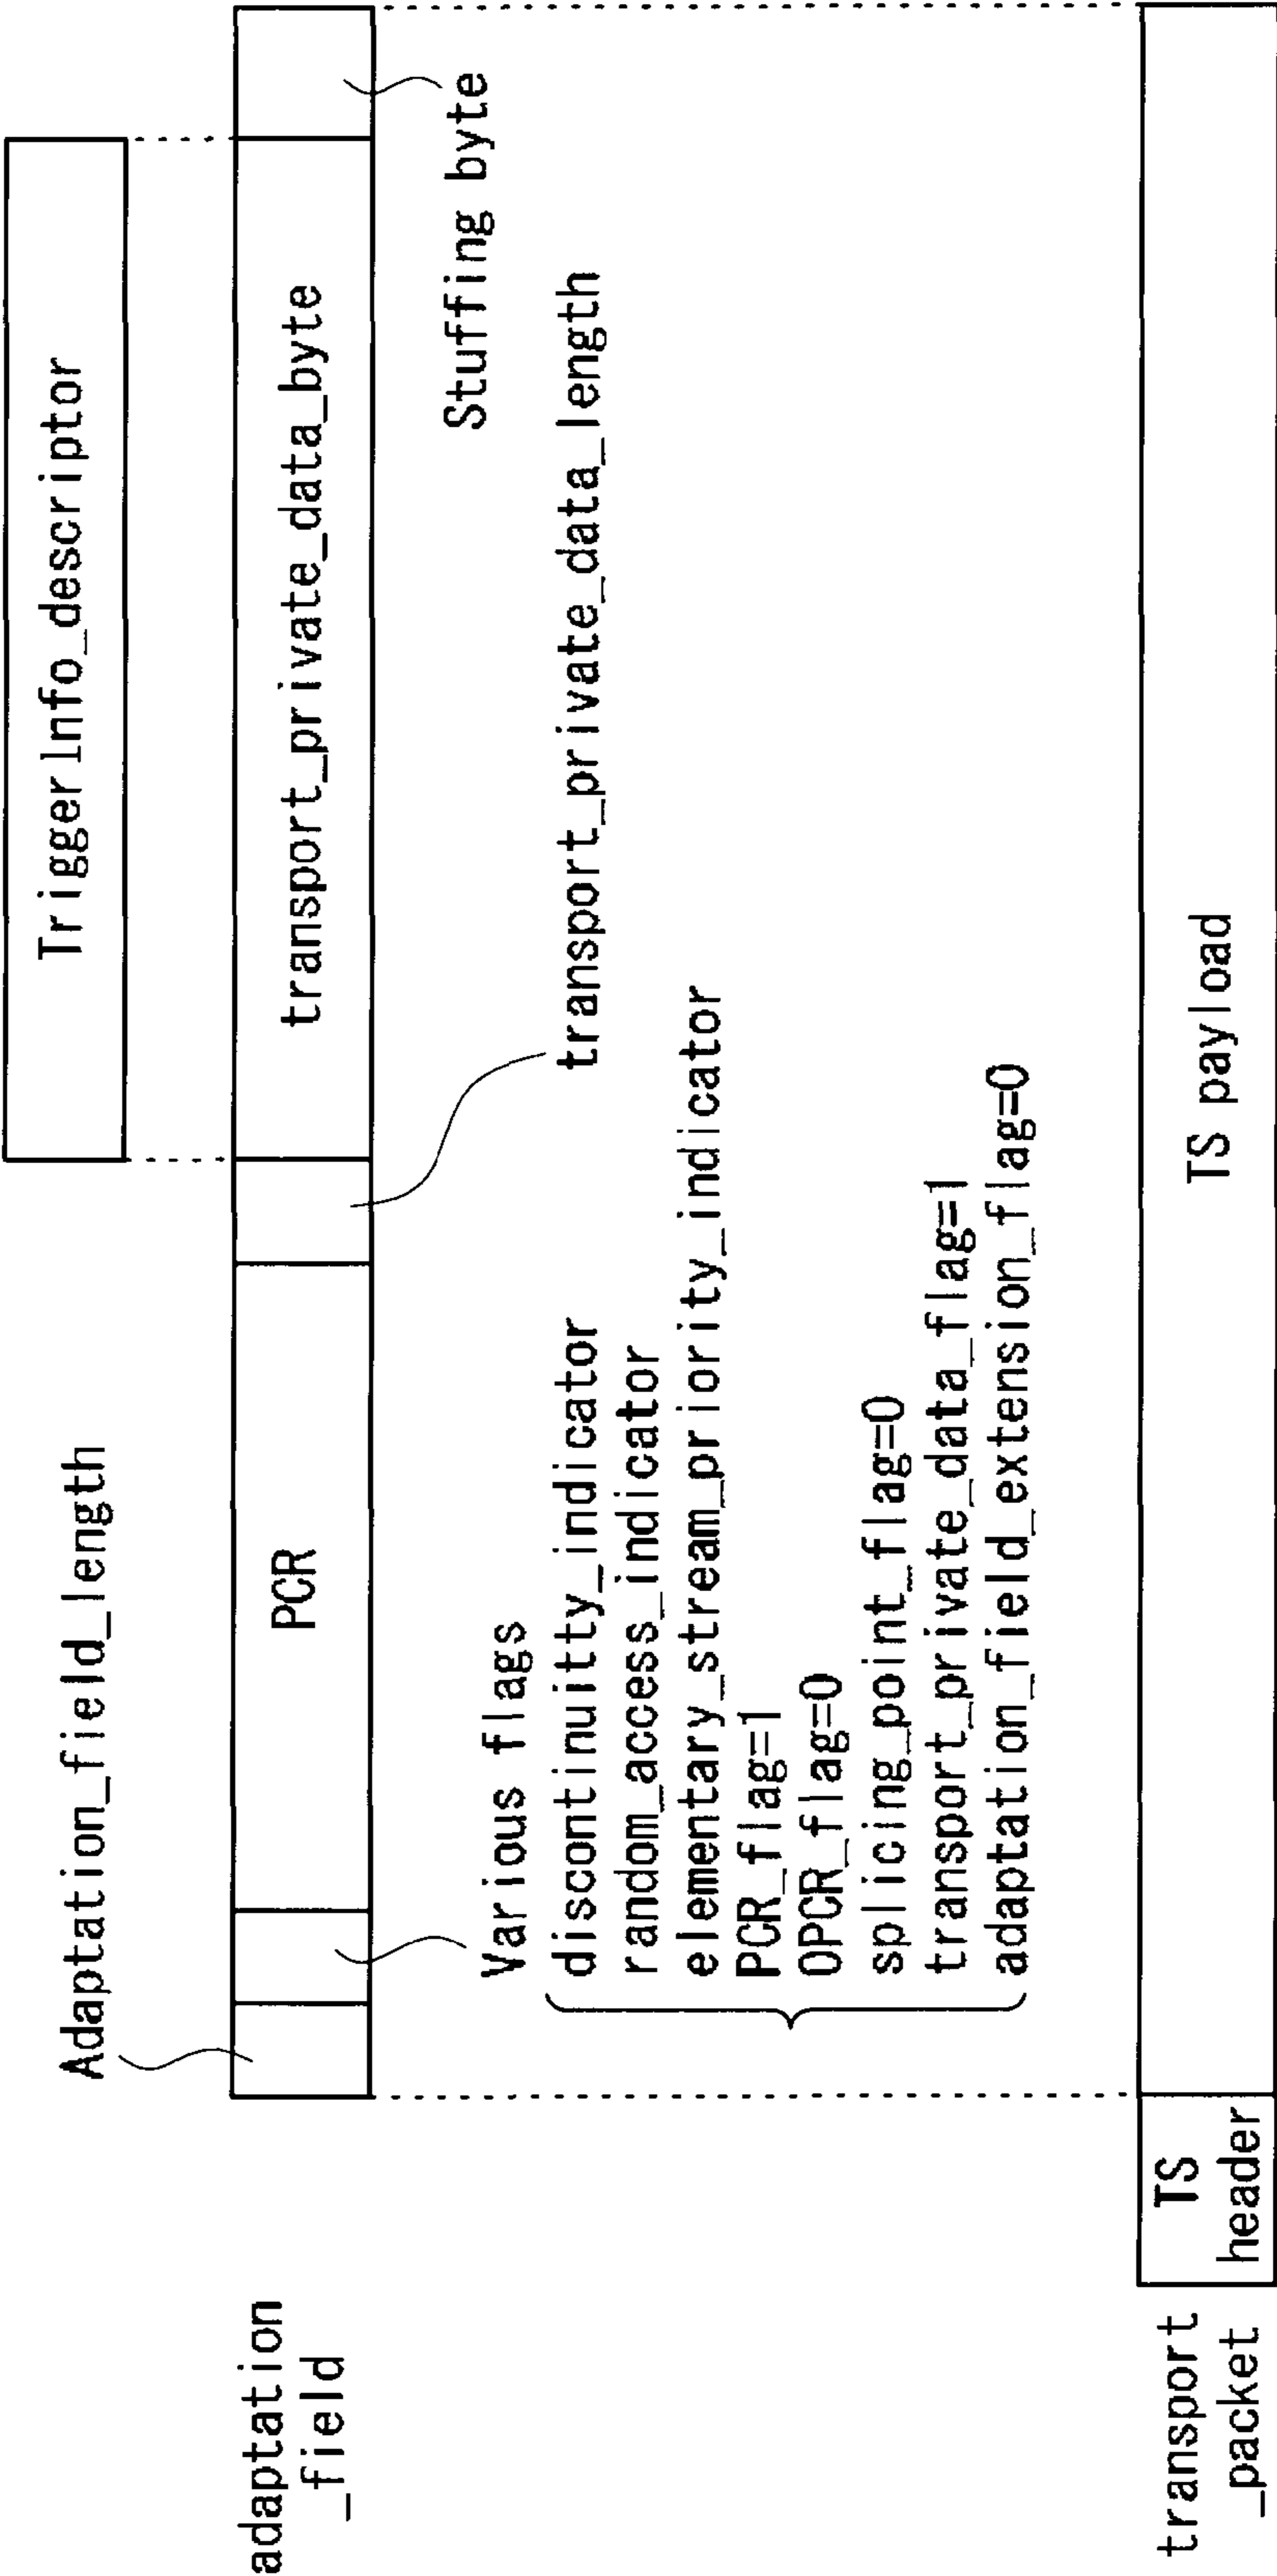 TriggerInfo_descriptor
Adaptation_field_length
adaptation
_field
PCR
transport_private_data_byte
Stuffing byte
transport_private_data_length
Various flags
discontinuitty_indicator
random_access_indicator
elementary_stream_priority_indicator
PCR_flag=1
OPCR_flag=0
splicing_point_flag=0
transport_private_data_flag=1
adaptation_field_extension_flag=0
transport
_packet
TS
header
TS payload